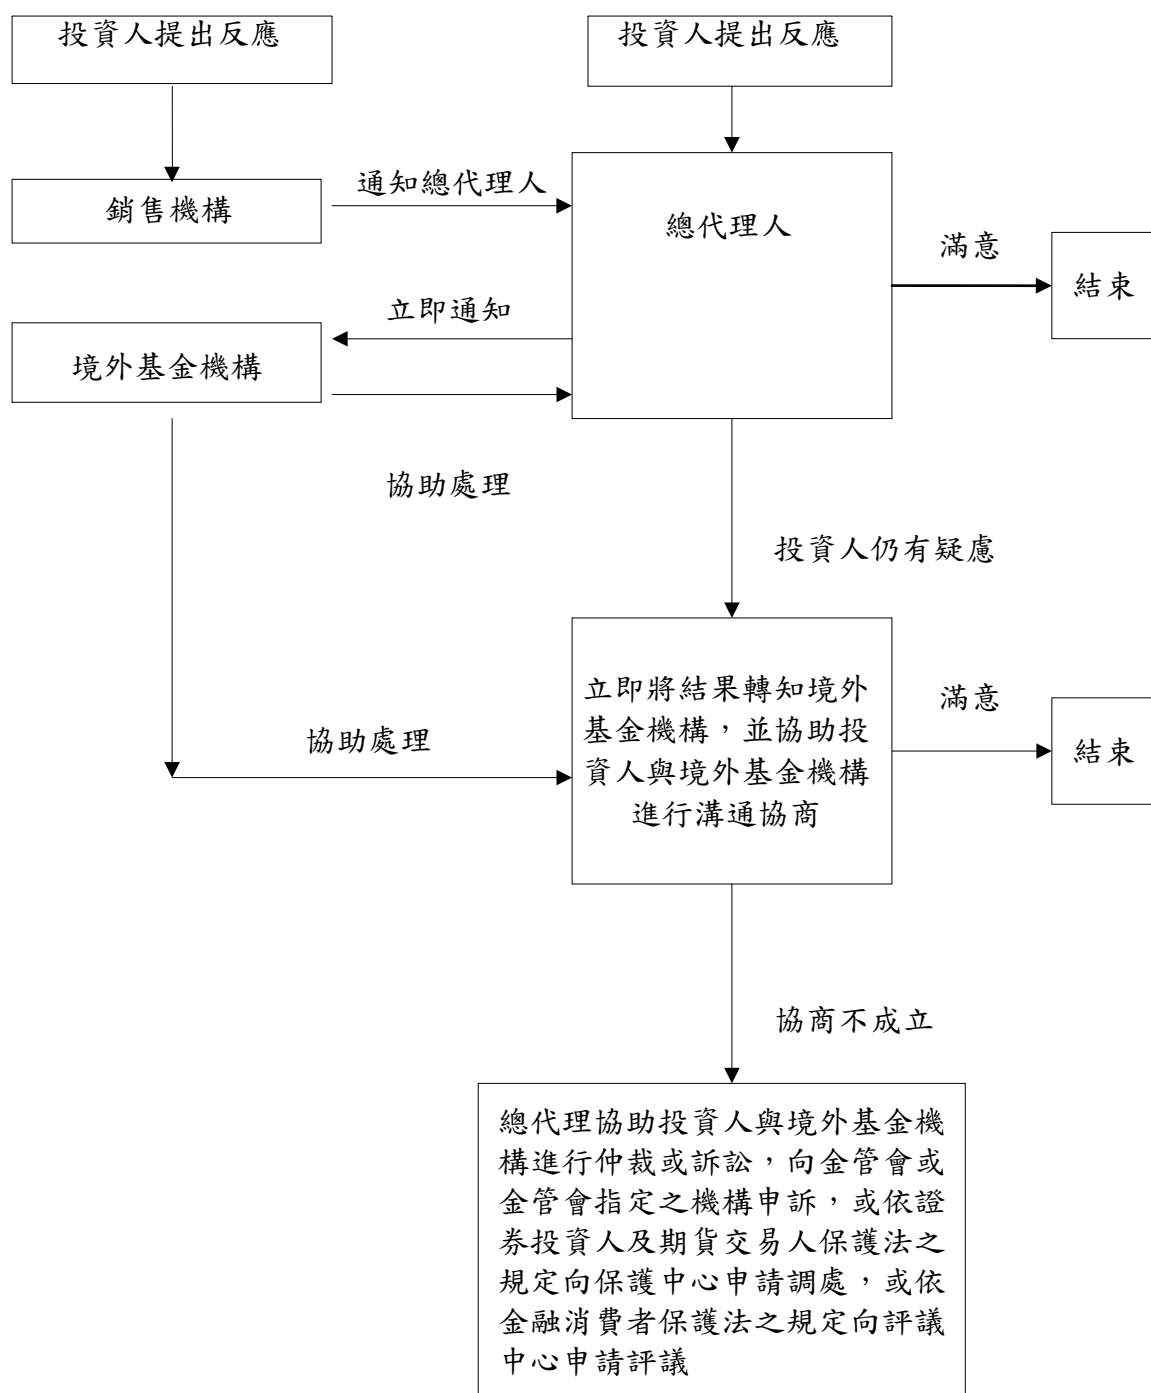 投資人提出反應
投資人提出反應
銷售機構
通知總代理人
總代理人
滿意
結束
立即通知
境外基金機構
協助處理
投資人仍有疑慮
立即將結果轉知境外
基金機構，並協助投
資人與境外基金機構
進行溝通協商
滿意
結束
協助處理
協商不成立
總代理協助投資人與境外基金機
構進行仲裁或訴訟，向金管會或
金管會指定之機構申訴，或依證
券投資人及期貨交易人保護法之
規定向保護中心申請調處，或依
金融消費者保護法之規定向評議
中心申請評議